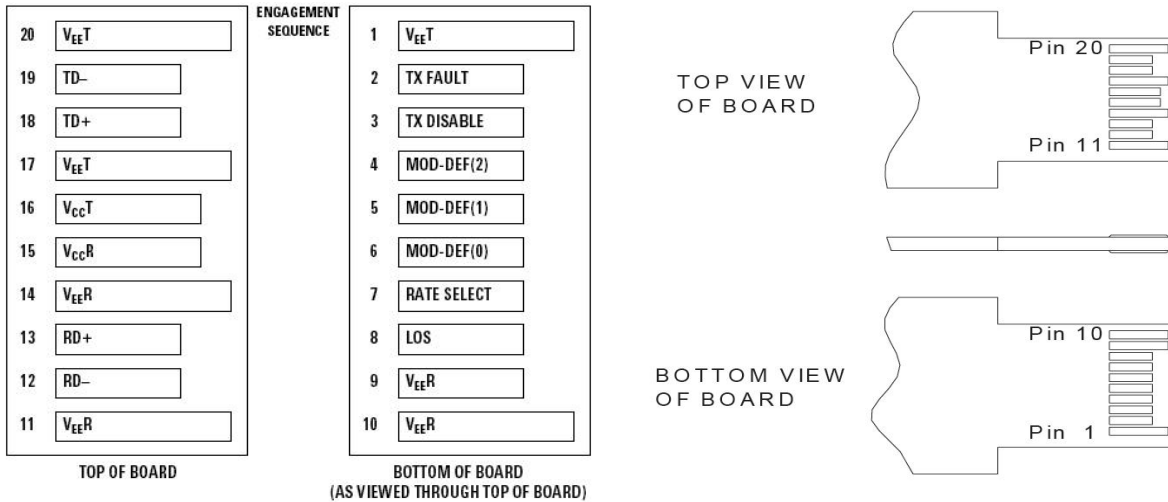 ENGAGEMENT
SEQUENCE
20 VEET
19 TD–
18 TD+
17 VEET
16 VCCT
15 VCCR
14 VEER
13 RD+
12 RD–
11 VEER
TOP OF BOARD
1 VEET
2 TX FAULT
3 TX DISABLE
4 MOD-DEF(2)
5 MOD-DEF(1)
6 MOD-DEF(0)
7 RATE SELECT
8 LOS
9 VEER
10 VEER
BOTTOM OF BOARD
(AS VIEWED THROUGH TOP OF BOARD)
TOP VIEW
OF BOARD
Pin 20
Pin 11
BOTTOM VIEW
OF BOARD
Pin 10
Pin 1